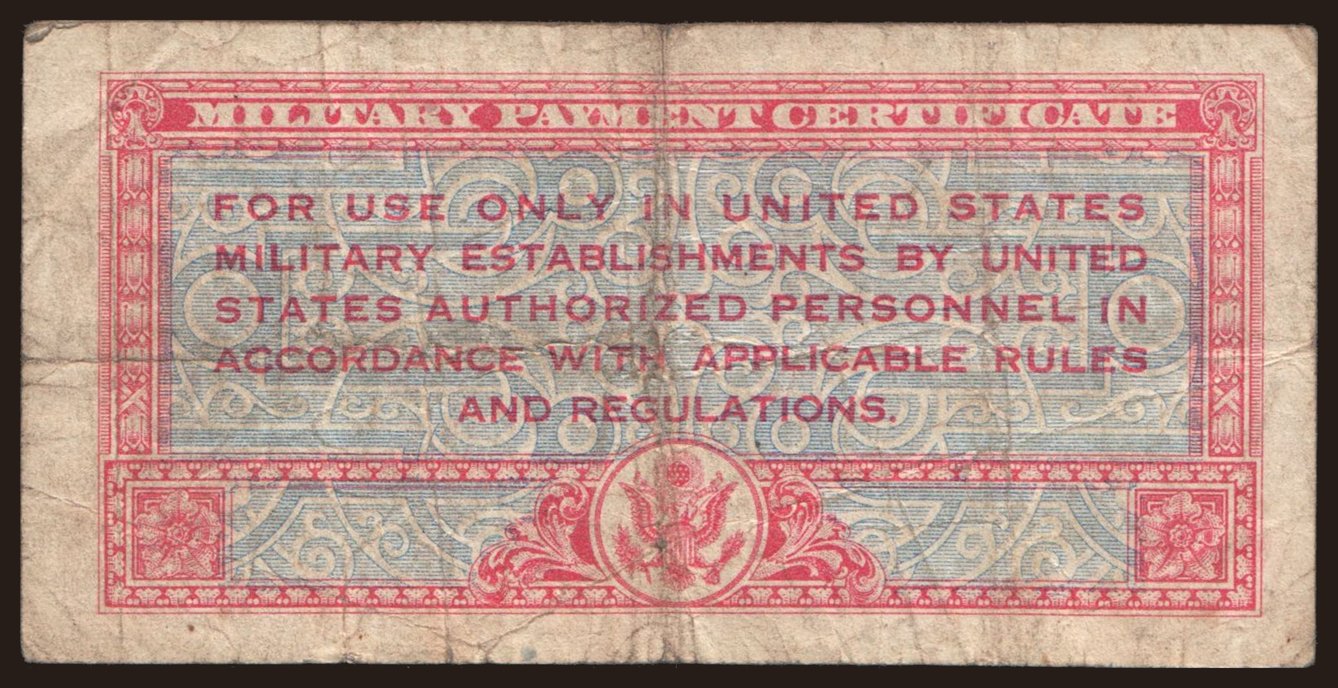 MILITARY PAYMENT CERTIFICATE
FOR USE ONLY IN UNITED STATES
MILITARY ESTABLISHMENTS BY UNITED
STATES AUTHORIZED PERSONNEL IN
ACCORDANCE WITH APPLICABLE RULES
AND REGULATIONS.